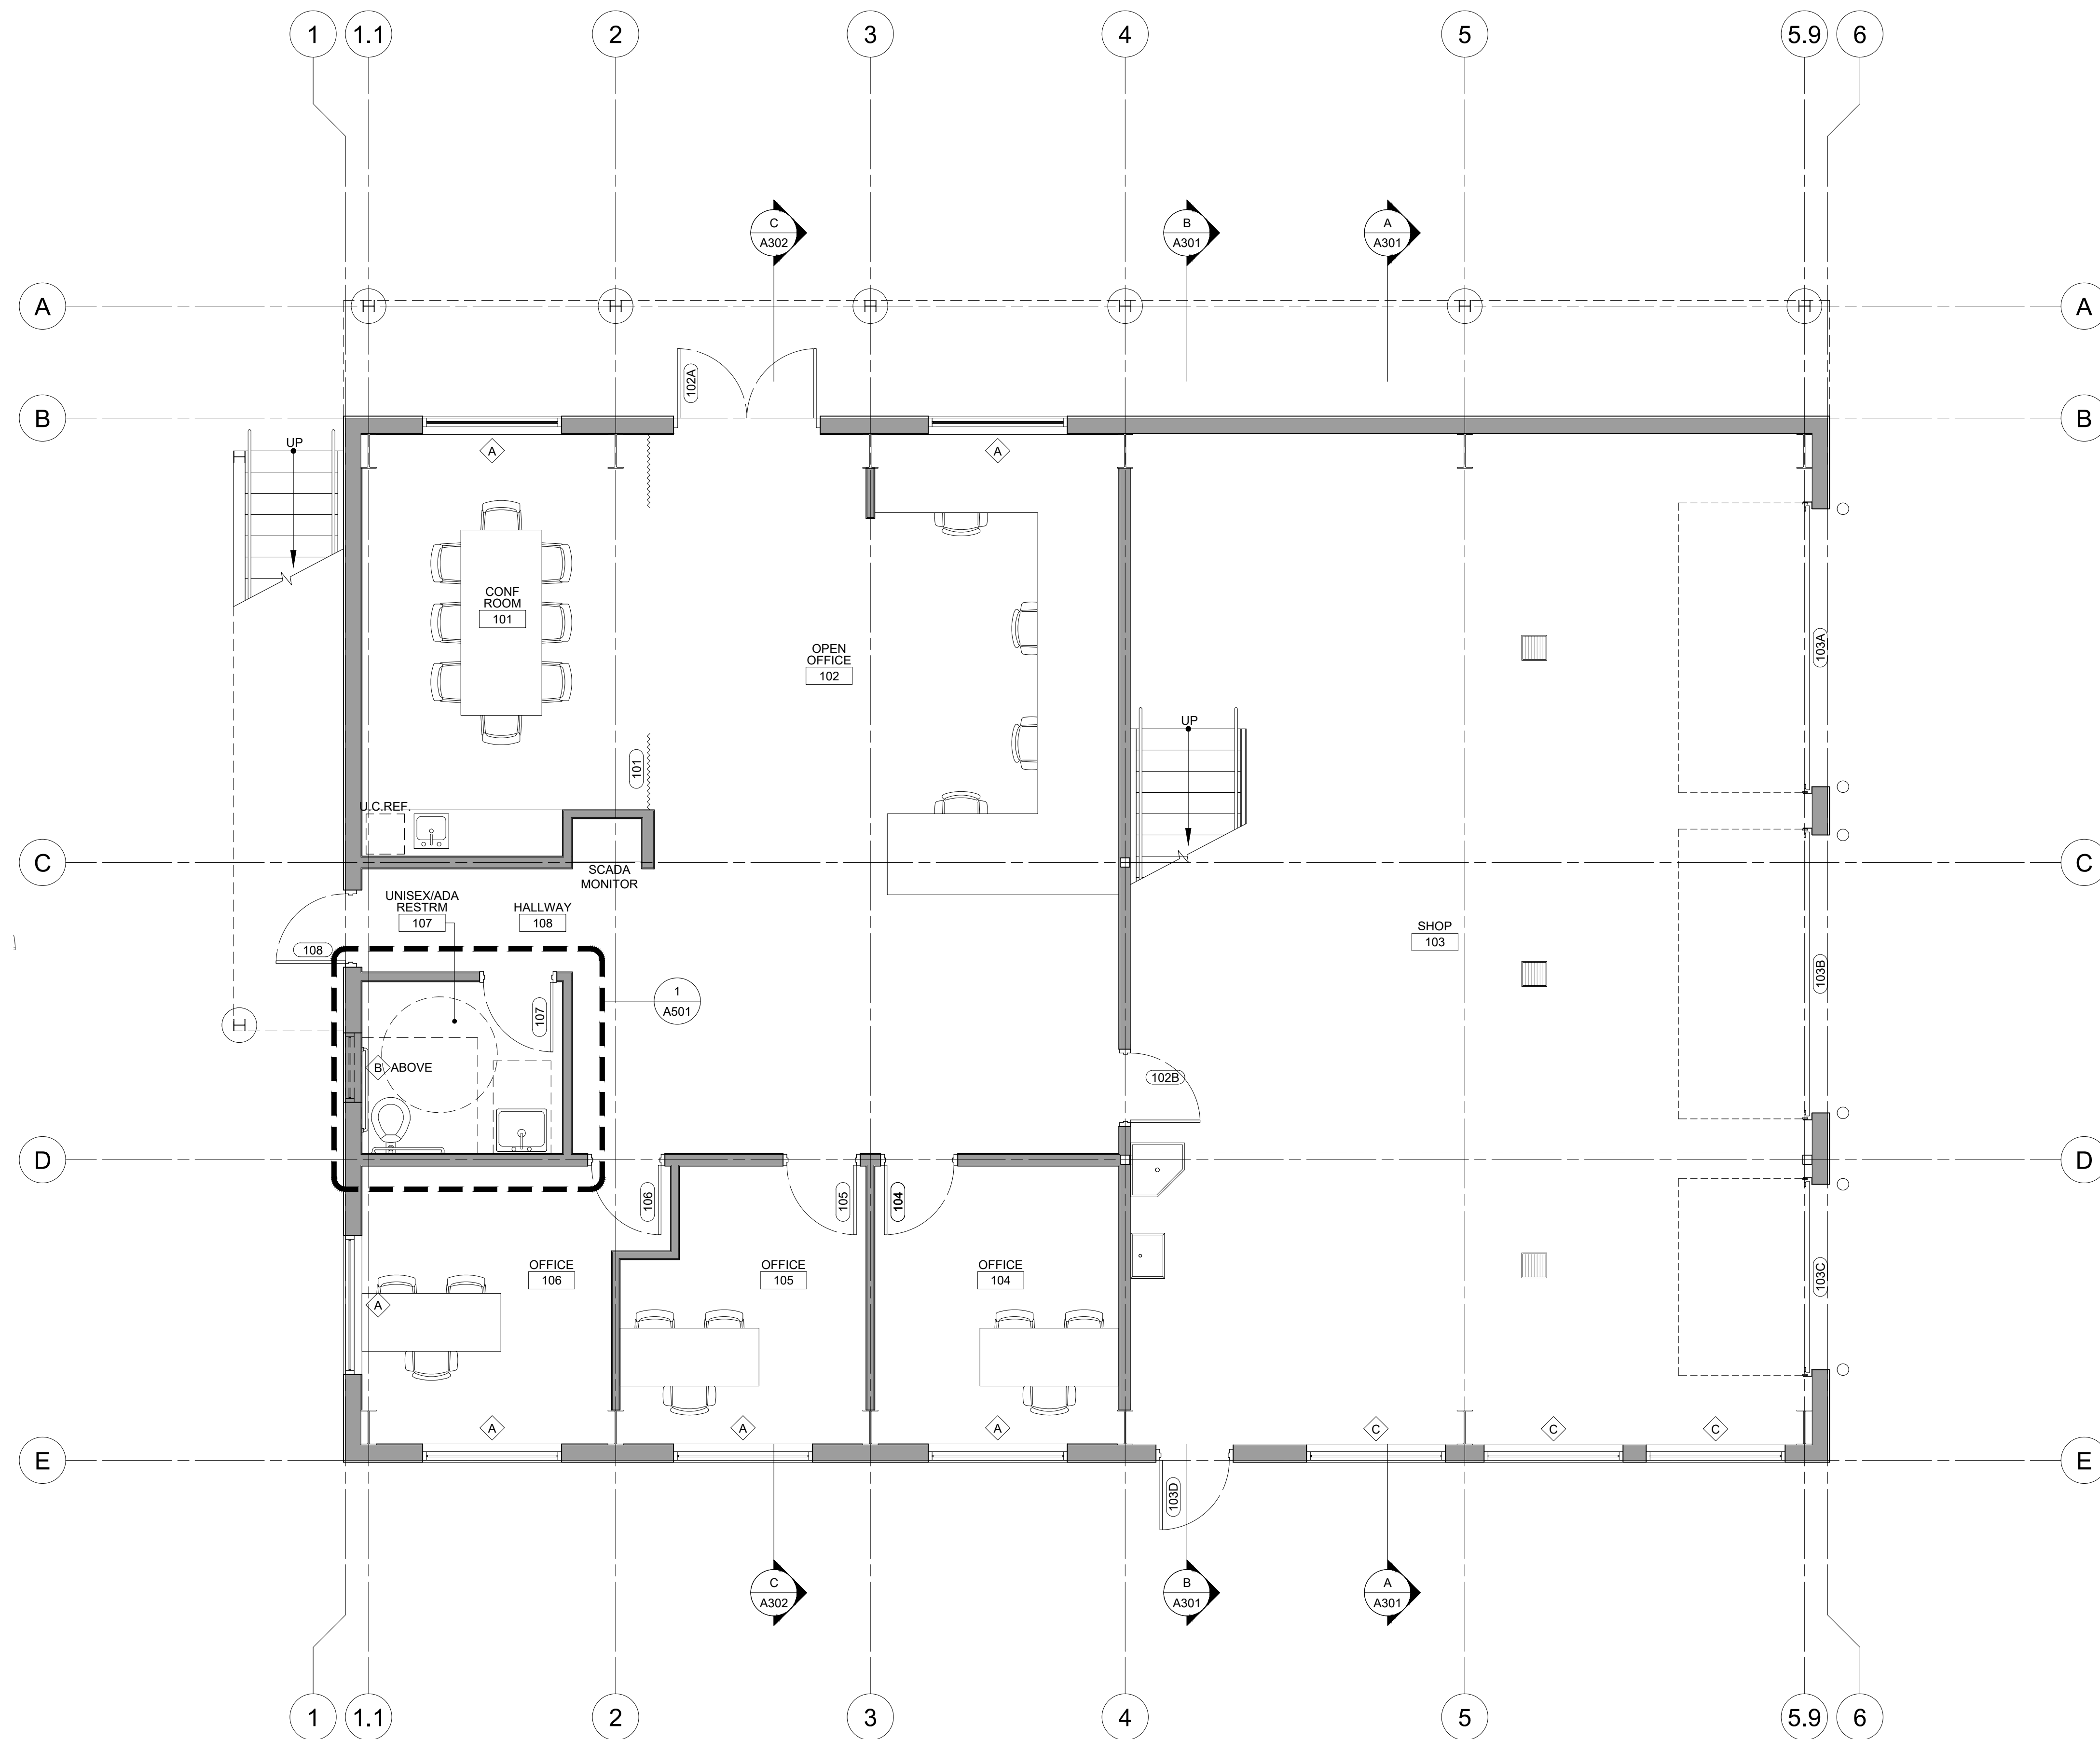 1 1.1 2 3 4 5 5.9 6
C B A
A302 A301 A301
A A
102A
B B
UP
A A
CONF
ROOM
101
OPEN
OFFICE
102
103A
UP
101
U.C.REF.
C C
SCADA
MONITOR
UNISEX/ADA
RESTRM
107
HALLWAY
108
SHOP
103
108
103B
1
A501
107
B ABOVE
102B
D D
106 105 104
OFFICE
106
OFFICE
105
OFFICE
104
103C
A
A A A C C C
E E
103D
C B A
A302 A301 A301
1 1.1 2 3 4 5 5.9 6